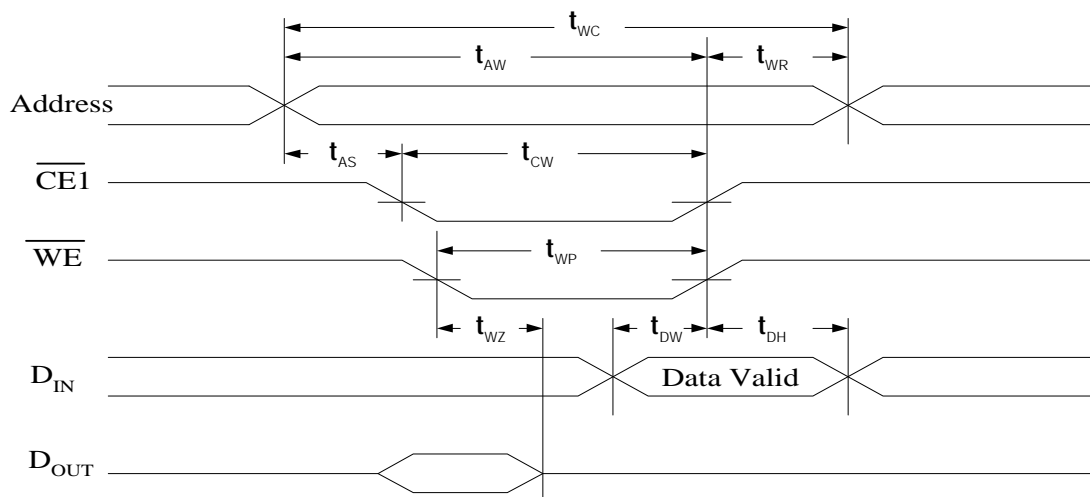 tWC
tAW tWR
Address
tAS tCW
CE1
WE
tWP
tWZ tDW tDH
DIN Data Valid
DOUT